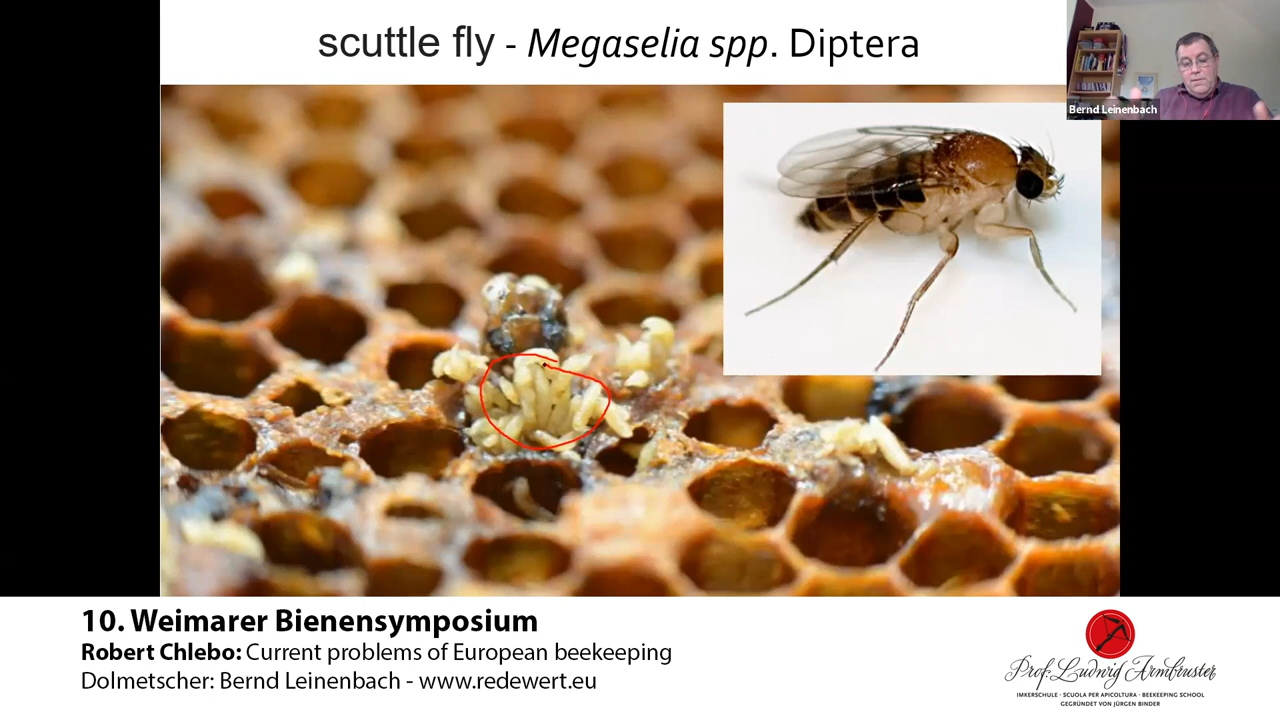 scuttle fly - Megaselia spp. Diptera
Bernd Leinenbach
10. Weimarer Bienensymposium
Robert Chlebo: Current problems of European beekeeping
Dolmetscher: Bernd Leinenbach - www.redewert.eu
Prof. Ludwig Armbruster
IMKERSCHULE · SCUOLA PER APICOLTURA · BEEKEEPING SCHOOL
GEGRÜNDET VON JÜRGEN BINDER